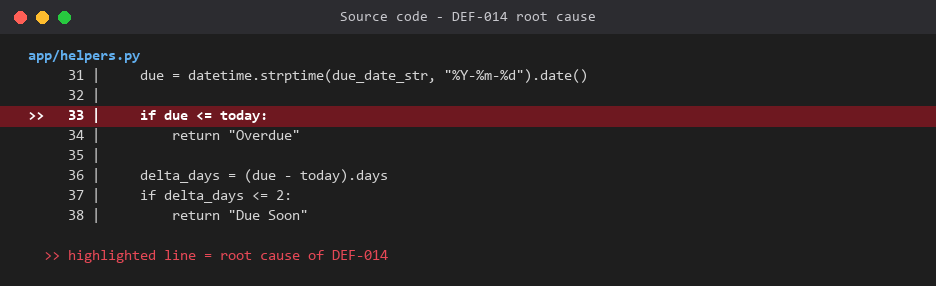 Source code - DEF-014 root cause
app/helpers.py
31 |     due = datetime.strptime(due_date_str, "%Y-%m-%d").date()
32 |
>>   33 |     if due <= today:
34 |         return "Overdue"
35 |
36 |     delta_days = (due - today).days
37 |     if delta_days <= 2:
38 |         return "Due Soon"
>> highlighted line = root cause of DEF-014